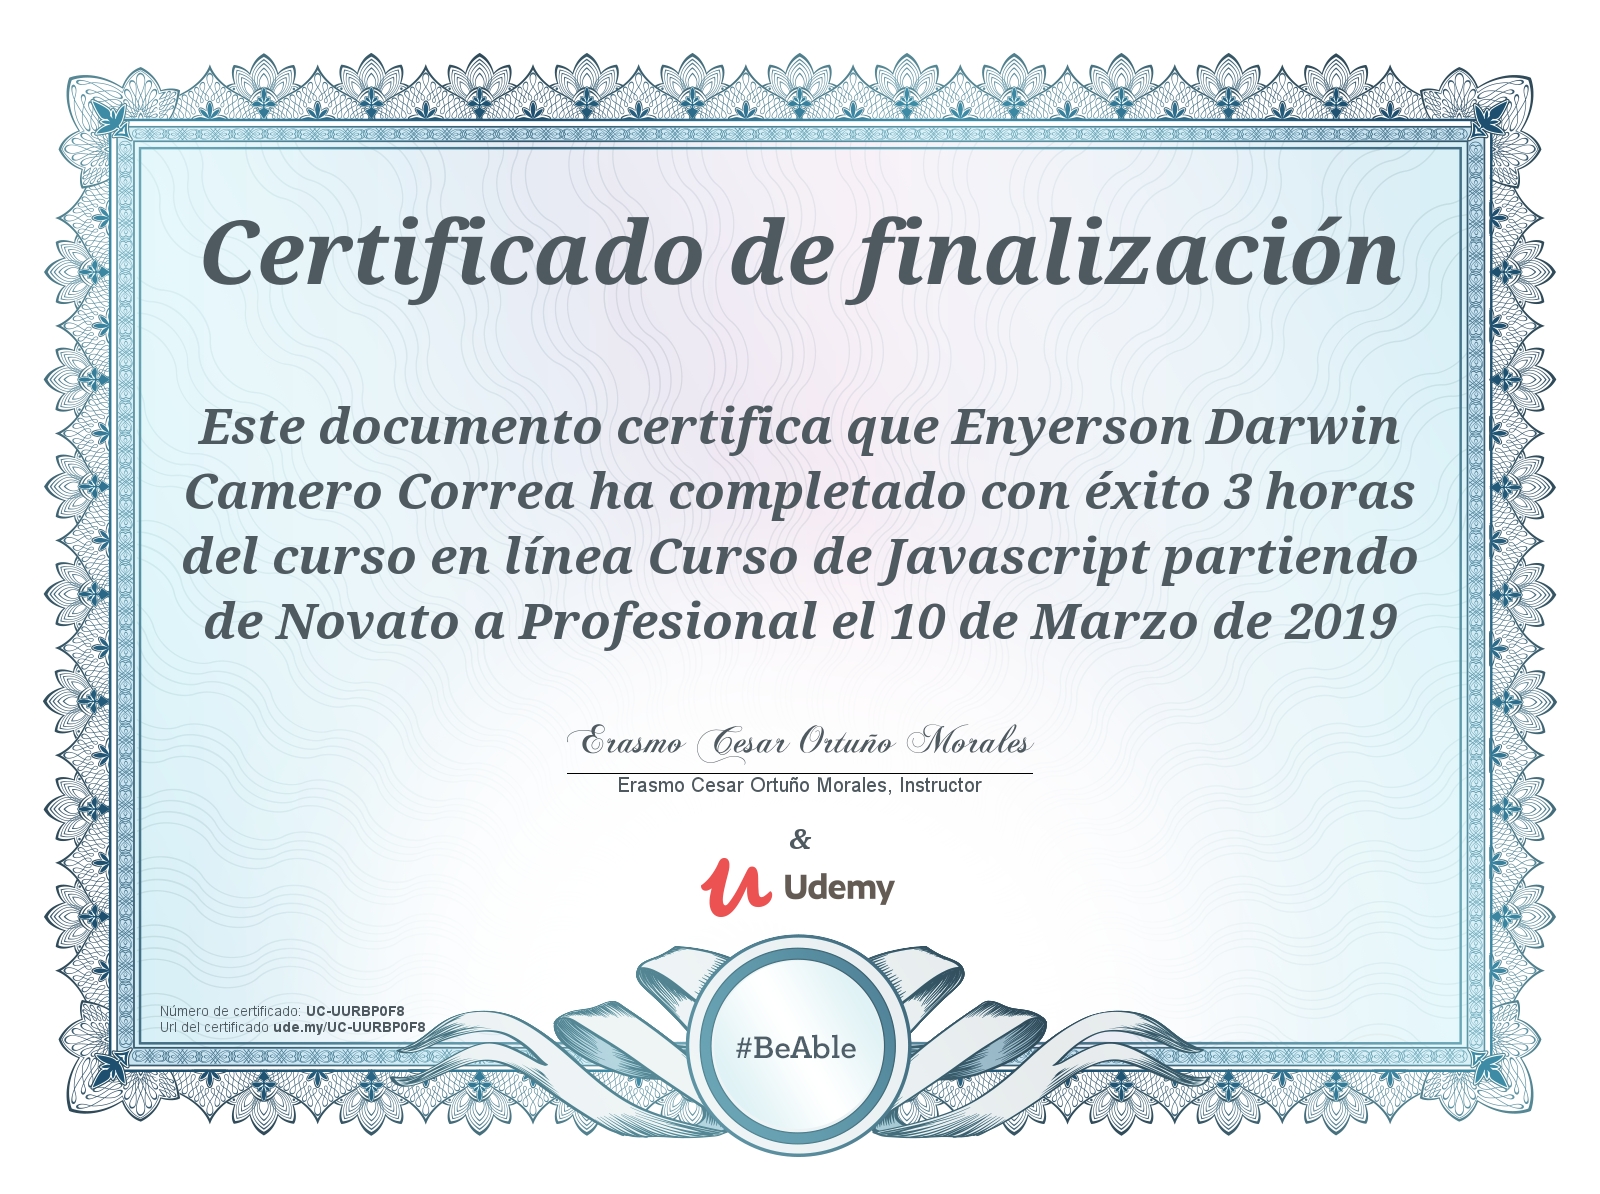 Certificado de finalización
Este documento certifica que Enyerson Darwin
Camero Correa ha completado con éxito 3 horas
del curso en línea Curso de Javascript partiendo
de Novato a Profesional el 10 de Marzo de 2019
Erasmo Cesar Ortuño Morales
Erasmo Cesar Ortuño Morales, Instructor
&
Udemy
Número de certificado: UC-UURBP0F8
Url del certificado ude.my/UC-UURBP0F8
#BeAble